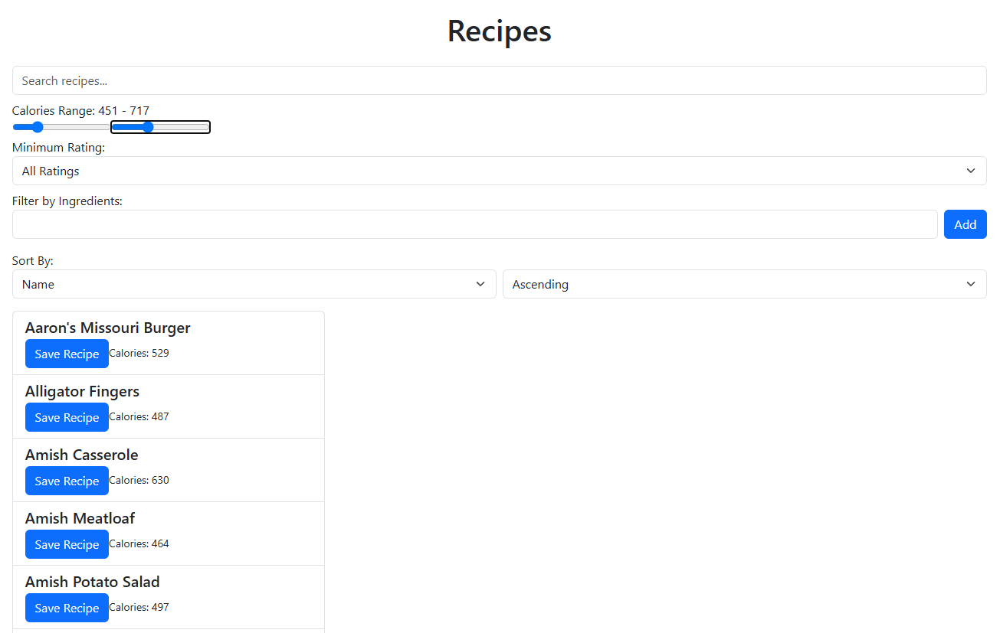 Recipes
Search recipes...
Calories Range: 451 - 717
Minimum Rating:
All Ratings
Filter by Ingredients:
Add
Sort By:
Name Ascending
Aaron's Missouri Burger
Save Recipe Calories: 529
Alligator Fingers
Save Recipe Calories: 487
Amish Casserole
Save Recipe Calories: 630
Amish Meatloaf
Save Recipe Calories: 464
Amish Potato Salad
Save Recipe Calories: 497